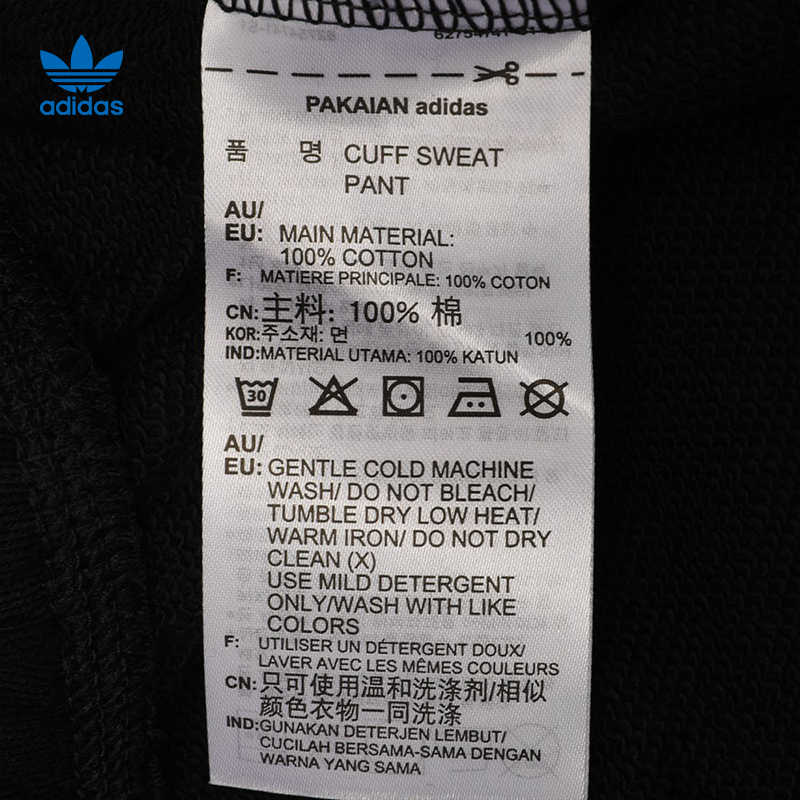 adidas
PAKAIAN adidas
품 명 CUFF SWEAT
PANT
AU/
EU: MAIN MATERIAL:
100% COTTON
F: MATIERE PRINCIPALE: 100% COTON
CN: 主料: 100% 棉
KOR: 주소재: 면 100%
IND: MATERIAL UTAMA: 100% KATUN
30
AU/
EU: GENTLE COLD MACHINE
WASH/ DO NOT BLEACH/
TUMBLE DRY LOW HEAT/
WARM IRON/ DO NOT DRY
CLEAN (X)
USE MILD DETERGENT
ONLY/WASH WITH LIKE
COLORS
F: UTILISER UN DÉTERGENT DOUX/
LAVER AVEC LES MÊMES COULEURS
CN: 只可使用温和洗涤剂/相似
颜色衣物一同洗涤
IND: GUNAKAN DETERJEN LEMBUT/
CUCILAH BERSAMA-SAMA DENGAN
WARNA YANG SAMA